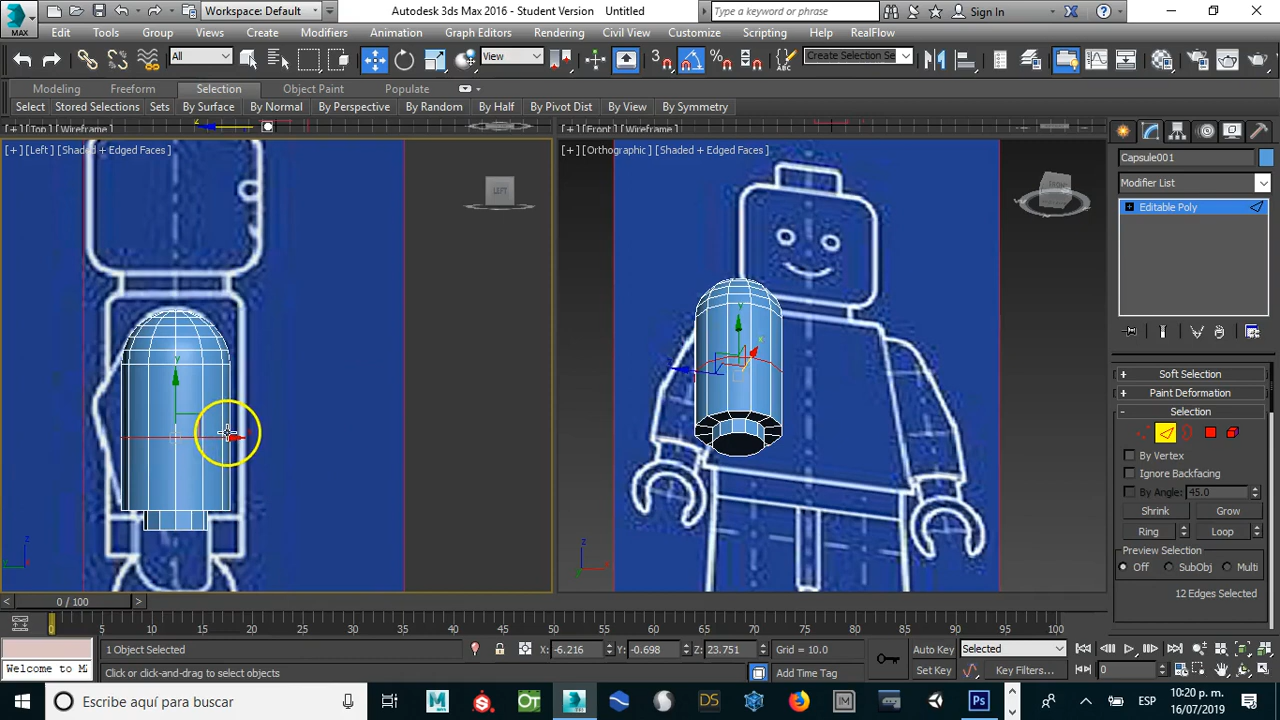 MAX
Workspace: Default
Autodesk 3ds Max 2016 - Student Version    Untitled
Type a keyword or phrase
Sign In
Edit Tools Group Views Create Modifiers Animation Graph Editors Rendering Civil View Customize Scripting Help RealFlow
All
View
Create Selection Se
Modeling Freeform Selection Object Paint Populate
Select Stored Selections Sets By Surface By Normal By Perspective By Random By Half By Pivot Dist By View By Symmetry
[+] [Top] [Wireframe]
[+] [Front] [Wireframe]
[+] [Left] [Shaded + Edged Faces]
[+] [Orthographic] [Shaded + Edged Faces]
LEFT
FRONT
Capsule001
Modifier List
Editable Poly
+ Soft Selection
+ Paint Deformation
- Selection
By Vertex
Ignore Backfacing
By Angle: 45.0
Shrink Grow
Ring Loop
Preview Selection
Off SubObj Multi
12 Edges Selected
< 0 / 100 >
0 5 10 15 20 25 30 35 40 45 50 55 60 65 70 75 80 85 90 95 100
1 Object Selected
X: -6.216 Y: -0.698 Z: 23.751 Grid = 10.0
Auto Key Selected
Welcome to M
Click or click-and-drag to select objects
Add Time Tag
Set Key Key Filters... 0
Escribe aquí para buscar
ESP
10:20 p. m.
16/07/2019